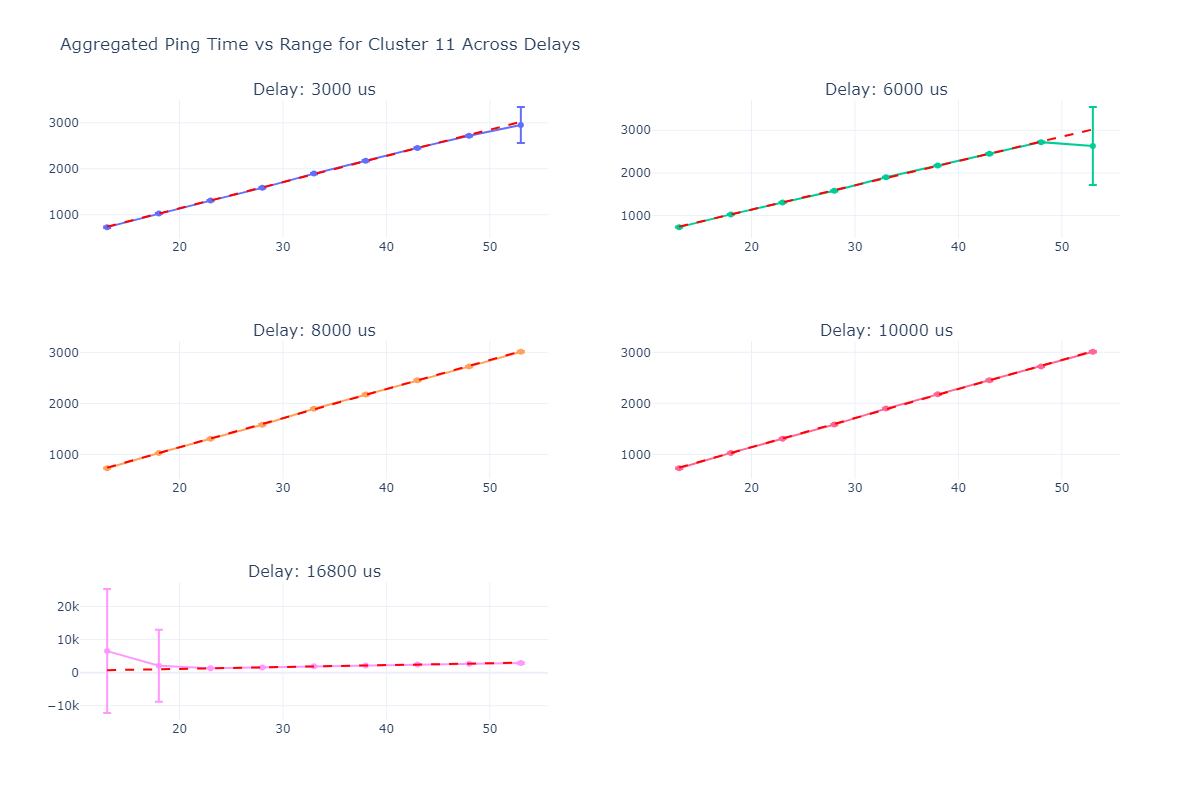 Aggregated Ping Time vs Range for Cluster 11 Across Delays
Delay: 3000 us
3000
2000
1000
20 30 40 50
Delay: 6000 us
3000
2000
1000
20 30 40 50
Delay: 8000 us
3000
2000
1000
20 30 40 50
Delay: 10000 us
3000
2000
1000
20 30 40 50
Delay: 16800 us
20k
10k
0
−10k
20 30 40 50